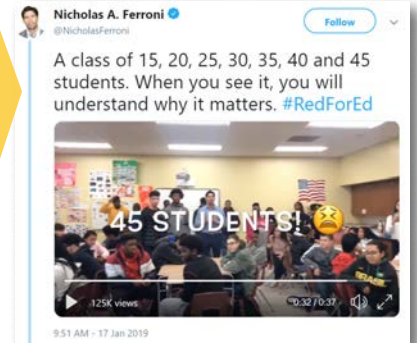 Nicholas A. Ferroni
@NicholasFerroni
Follow
A class of 15, 20, 25, 30, 35, 40 and 45
students. When you see it, you will
understand why it matters. #RedForEd
45 STUDENTS!
BRASIL
125K views
0:32 / 0:37
9:51 AM - 17 Jan 2019